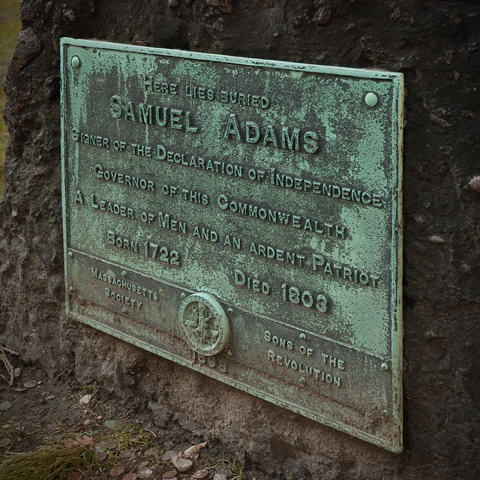 HERE LIES BURIED
SAMUEL ADAMS
SIGNER OF THE DECLARATION OF INDEPENDENCE
GOVERNOR OF THIS COMMONWEALTH
A LEADER OF MEN AND AN ARDENT PATRIOT
BORN 1722 DIED 1803
MASSACHUSETTS
SOCIETY
SONS OF THE
REVOLUTION